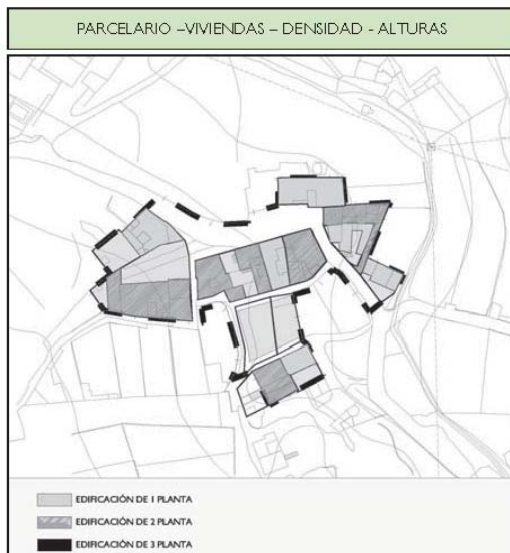 PARCELARIO –VIVIENDAS – DENSIDAD - ALTURAS
EDIFICACIÓN DE 1 PLANTA
EDIFICACIÓN DE 2 PLANTA
EDIFICACIÓN DE 3 PLANTA